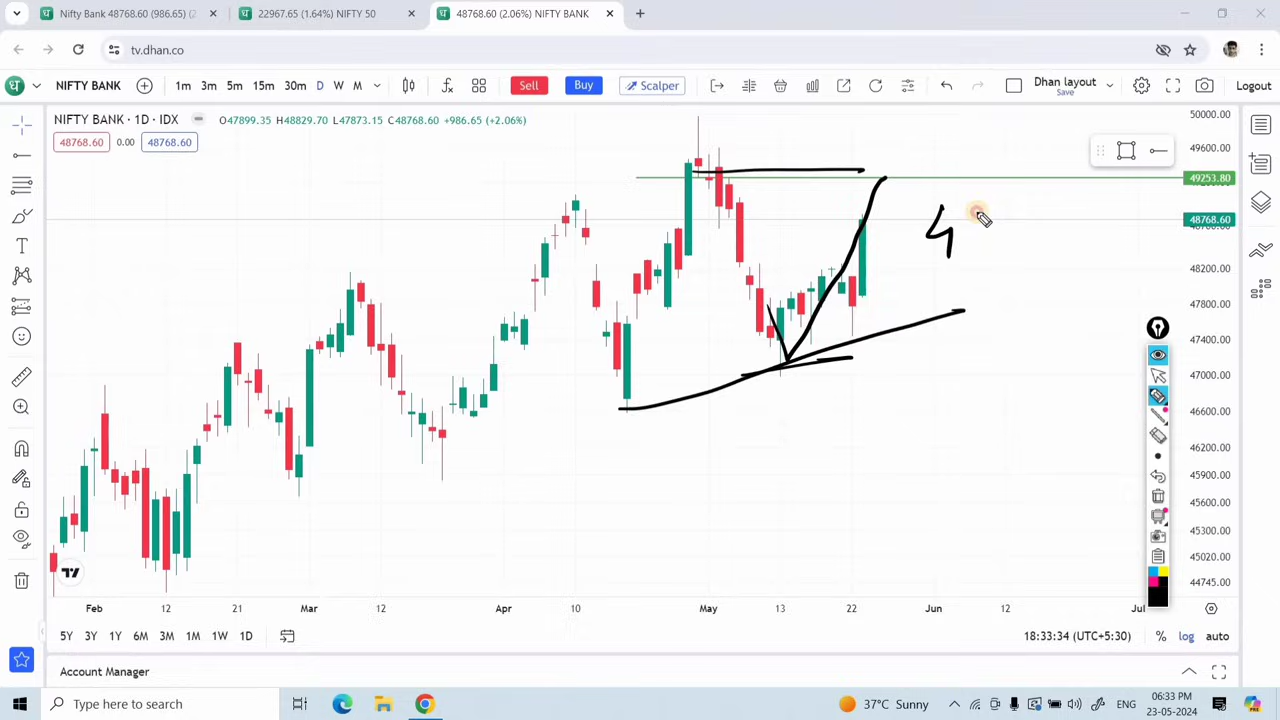 Nifty Bank 48768.60 (986.65) (2
22967.65 (1.64%) NIFTY 50
48768.60 (2.06%) NIFTY BANK
tv.dhan.co
NIFTY BANK
1m 3m 5m 15m 30m D W M
Sell
Buy
Scalper
Dhan layout
Save
Logout
NIFTY BANK · 1D · IDX
O47899.35 H48829.70 L47873.15 C48768.60 +986.65 (+2.06%)
48768.60
0.00
48768.60
50000.00
49600.00
49253.80
48768.60
48200.00
47800.00
47400.00
47000.00
46600.00
46200.00
45900.00
45600.00
45300.00
45020.00
44745.00
4
Feb 12 21 Mar 12 Apr 10 May 13 22 Jun 12 Jul
5Y 3Y 1Y 6M 3M 1M 1W 1D
18:33:34 (UTC+5:30)
%
log
auto
Account Manager
Type here to search
37°C Sunny
ENG
06:33 PM
23-05-2024